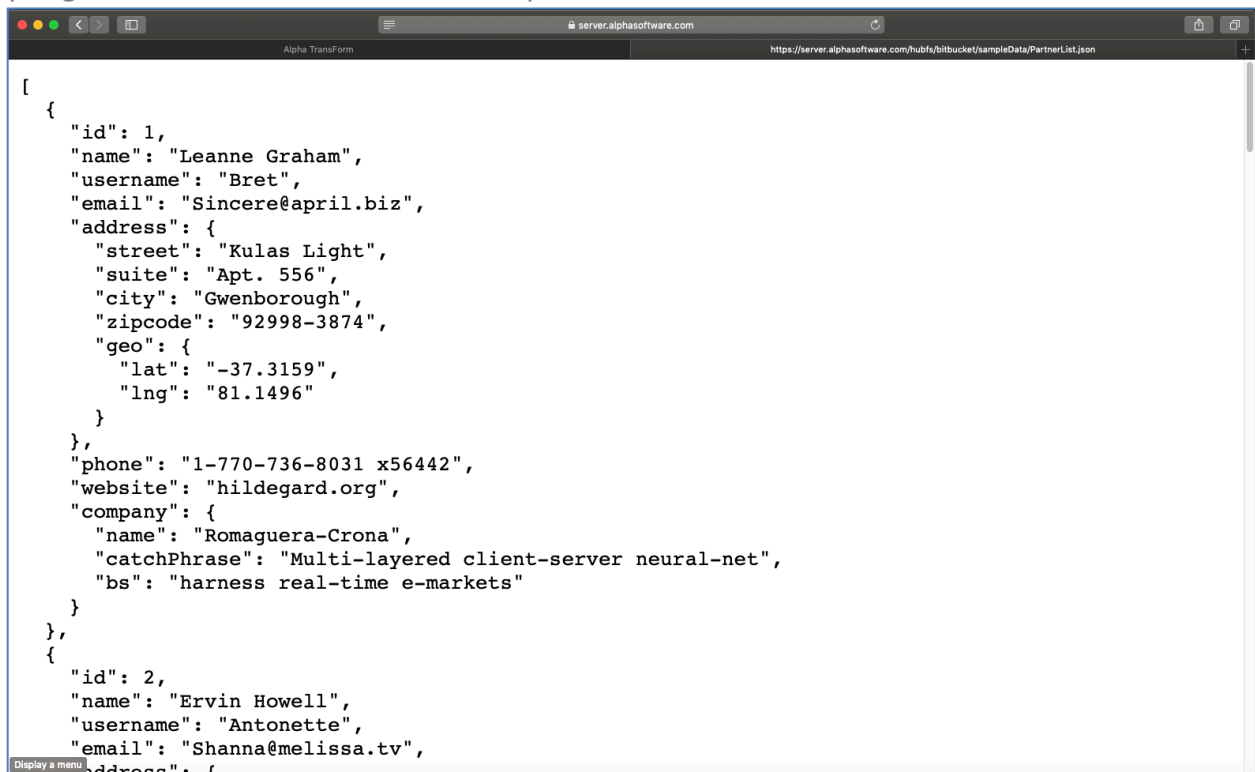 server.alphasoftware.com
Alpha TransForm
https://server.alphasoftware.com/hubfs/bitbucket/sampleData/PartnerList.json
[
{
"id": 1,
"name": "Leanne Graham",
"username": "Bret",
"email": "Sincere@april.biz",
"address": {
"street": "Kulas Light",
"suite": "Apt. 556",
"city": "Gwenborough",
"zipcode": "92998-3874",
"geo": {
"lat": "-37.3159",
"lng": "81.1496"
}
},
"phone": "1-770-736-8031 x56442",
"website": "hildegard.org",
"company": {
"name": "Romaguera-Crona",
"catchPhrase": "Multi-layered client-server neural-net",
"bs": "harness real-time e-markets"
}
},
{
"id": 2,
"name": "Ervin Howell",
"username": "Antonette",
"email": "Shanna@melissa.tv",
Display a menu
address": {